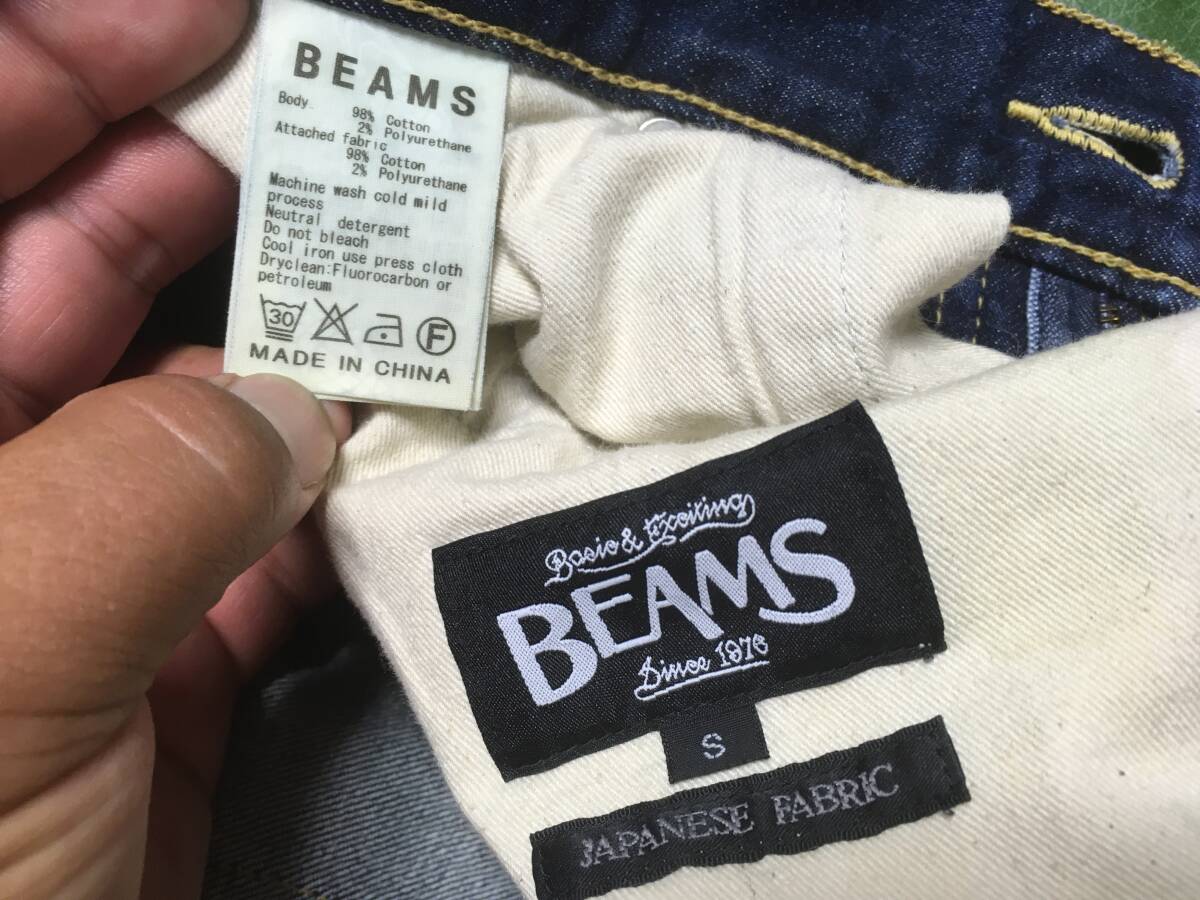 BEAMS
Body
98% Cotton
2% Polyurethane
Attached fabric
98% Cotton
2% Polyurethane
Machine wash cold mild
process
Neutral detergent
Do not bleach
Cool iron use press cloth
Dryclean:Fluorocarbon or
petroleum
30 F
MADE IN CHINA
Basic & Exciting
BEAMS
Since 1976
S
JAPANESE FABRIC